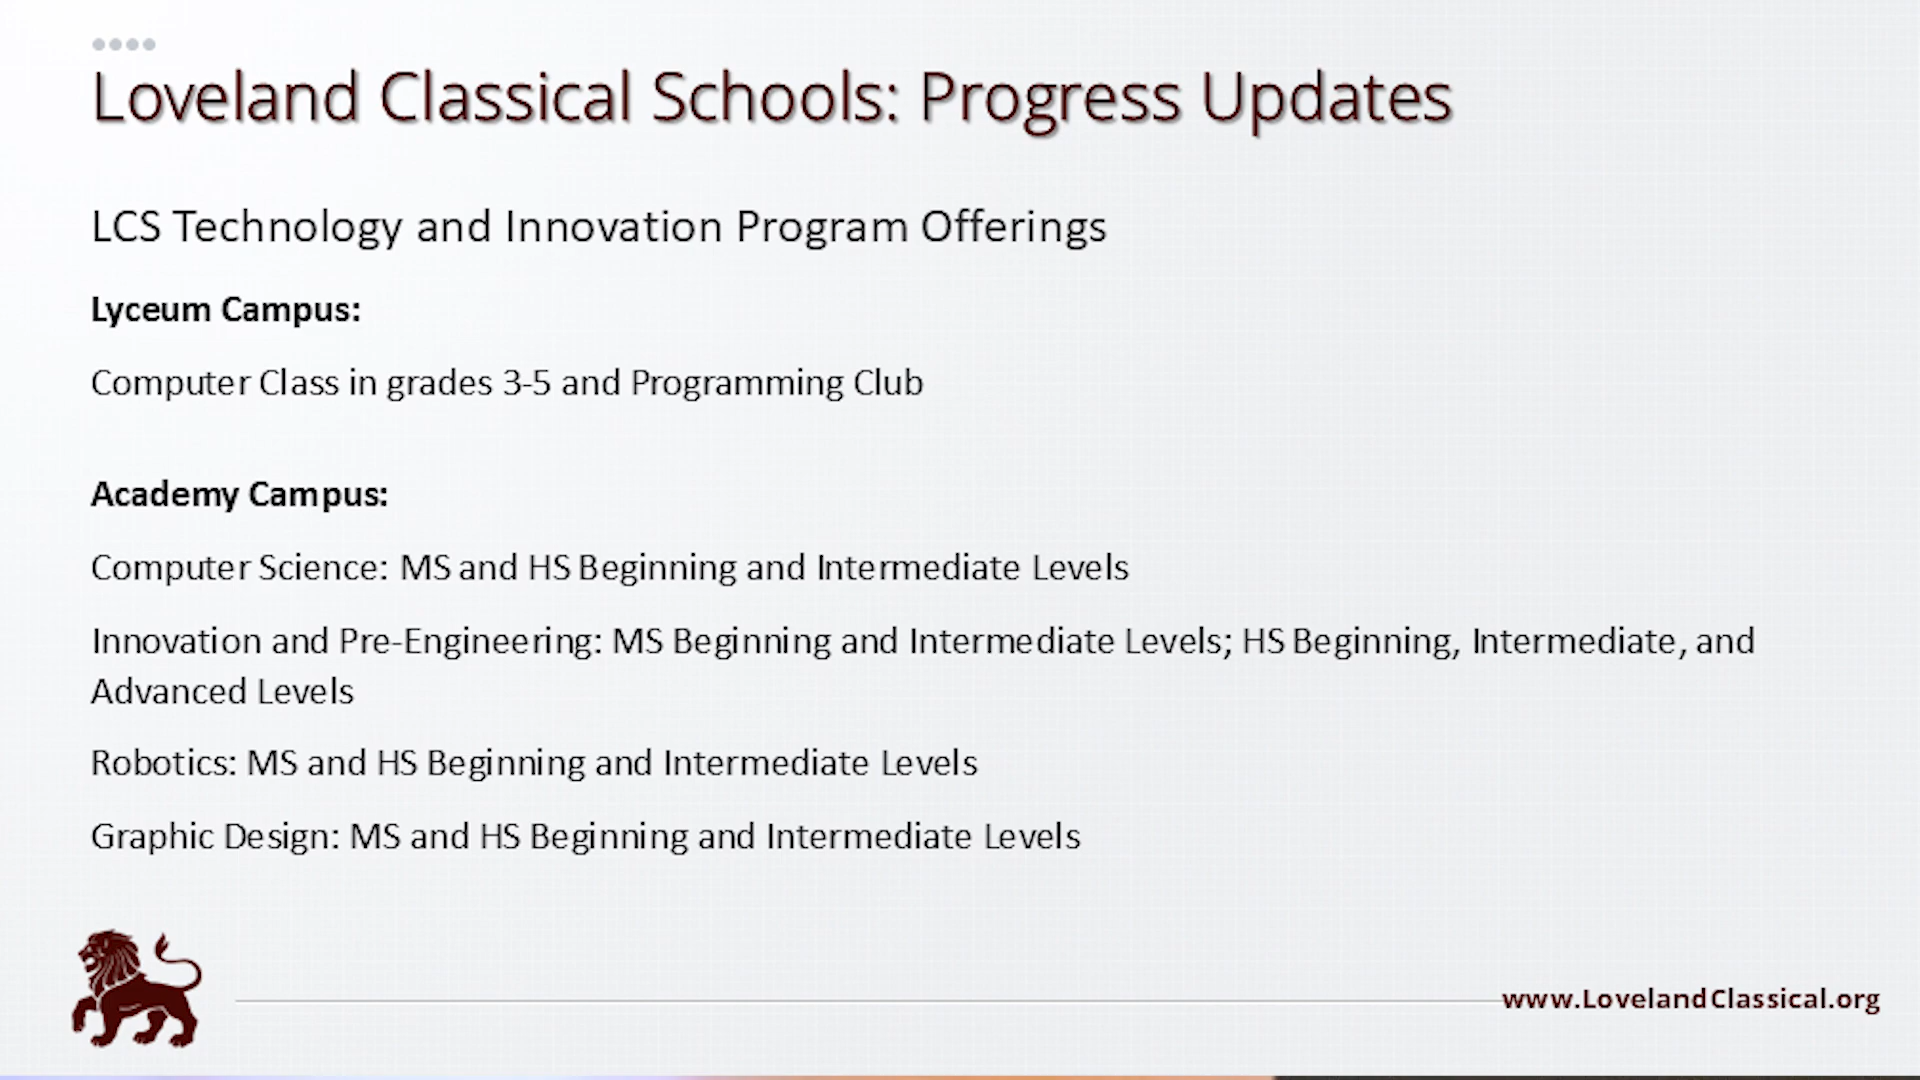 Loveland Classical Schools: Progress Updates
LCS Technology and Innovation Program Offerings
Lyceum Campus:
Computer Class in grades 3-5 and Programming Club
Academy Campus:
Computer Science: MS and HS Beginning and Intermediate Levels
Innovation and Pre-Engineering: MS Beginning and Intermediate Levels; HS Beginning, Intermediate, and
Advanced Levels
Robotics: MS and HS Beginning and Intermediate Levels
Graphic Design: MS and HS Beginning and Intermediate Levels
www.LovelandClassical.org